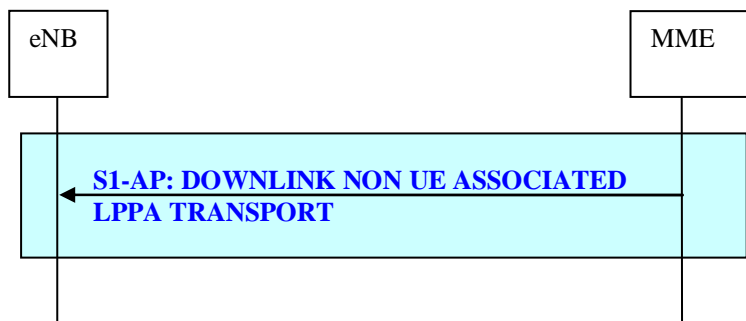 eNB
MME
S1-AP: DOWNLINK NON UE ASSOCIATED
LPPA TRANSPORT